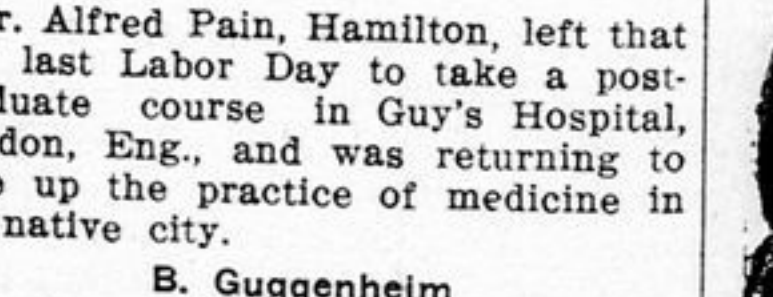 r. Alfred Pain, Hamilton, left that
last Labor Day to take a post-
luate course in Guy's Hospital,
don, Eng., and was returning to
up the practice of medicine in
native city.
B. Guggenheim